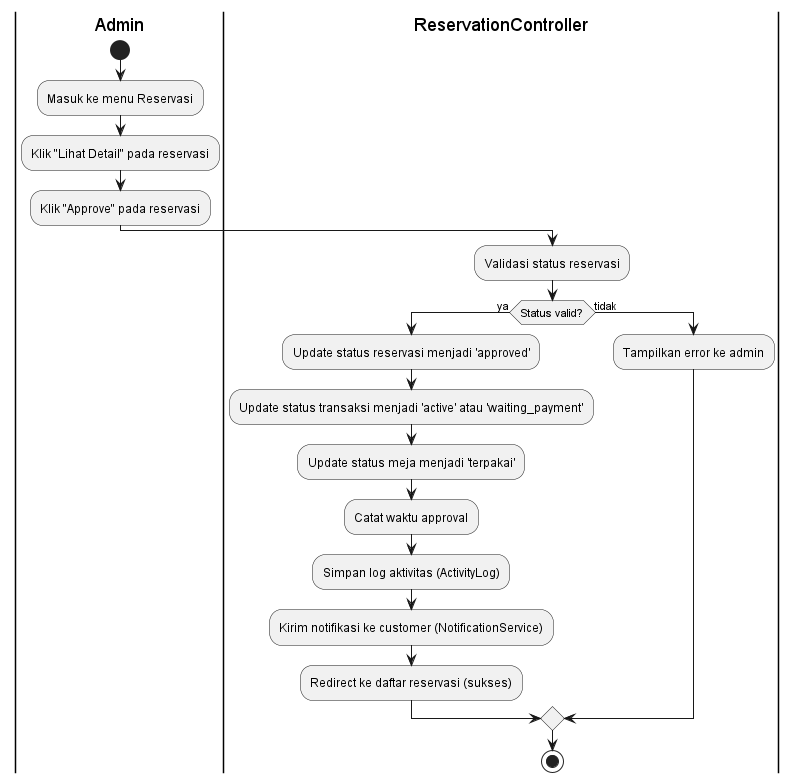 Admin
ReservationController
Masuk ke menu Reservasi
Klik "Lihat Detail" pada reservasi
Klik "Approve" pada reservasi
Validasi status reservasi
ya
Status valid?
tidak
Update status reservasi menjadi 'approved'
Tampilkan error ke admin
Update status transaksi menjadi 'active' atau 'waiting_payment'
Update status meja menjadi 'terpakai'
Catat waktu approval
Simpan log aktivitas (ActivityLog)
Kirim notifikasi ke customer (NotificationService)
Redirect ke daftar reservasi (sukses)